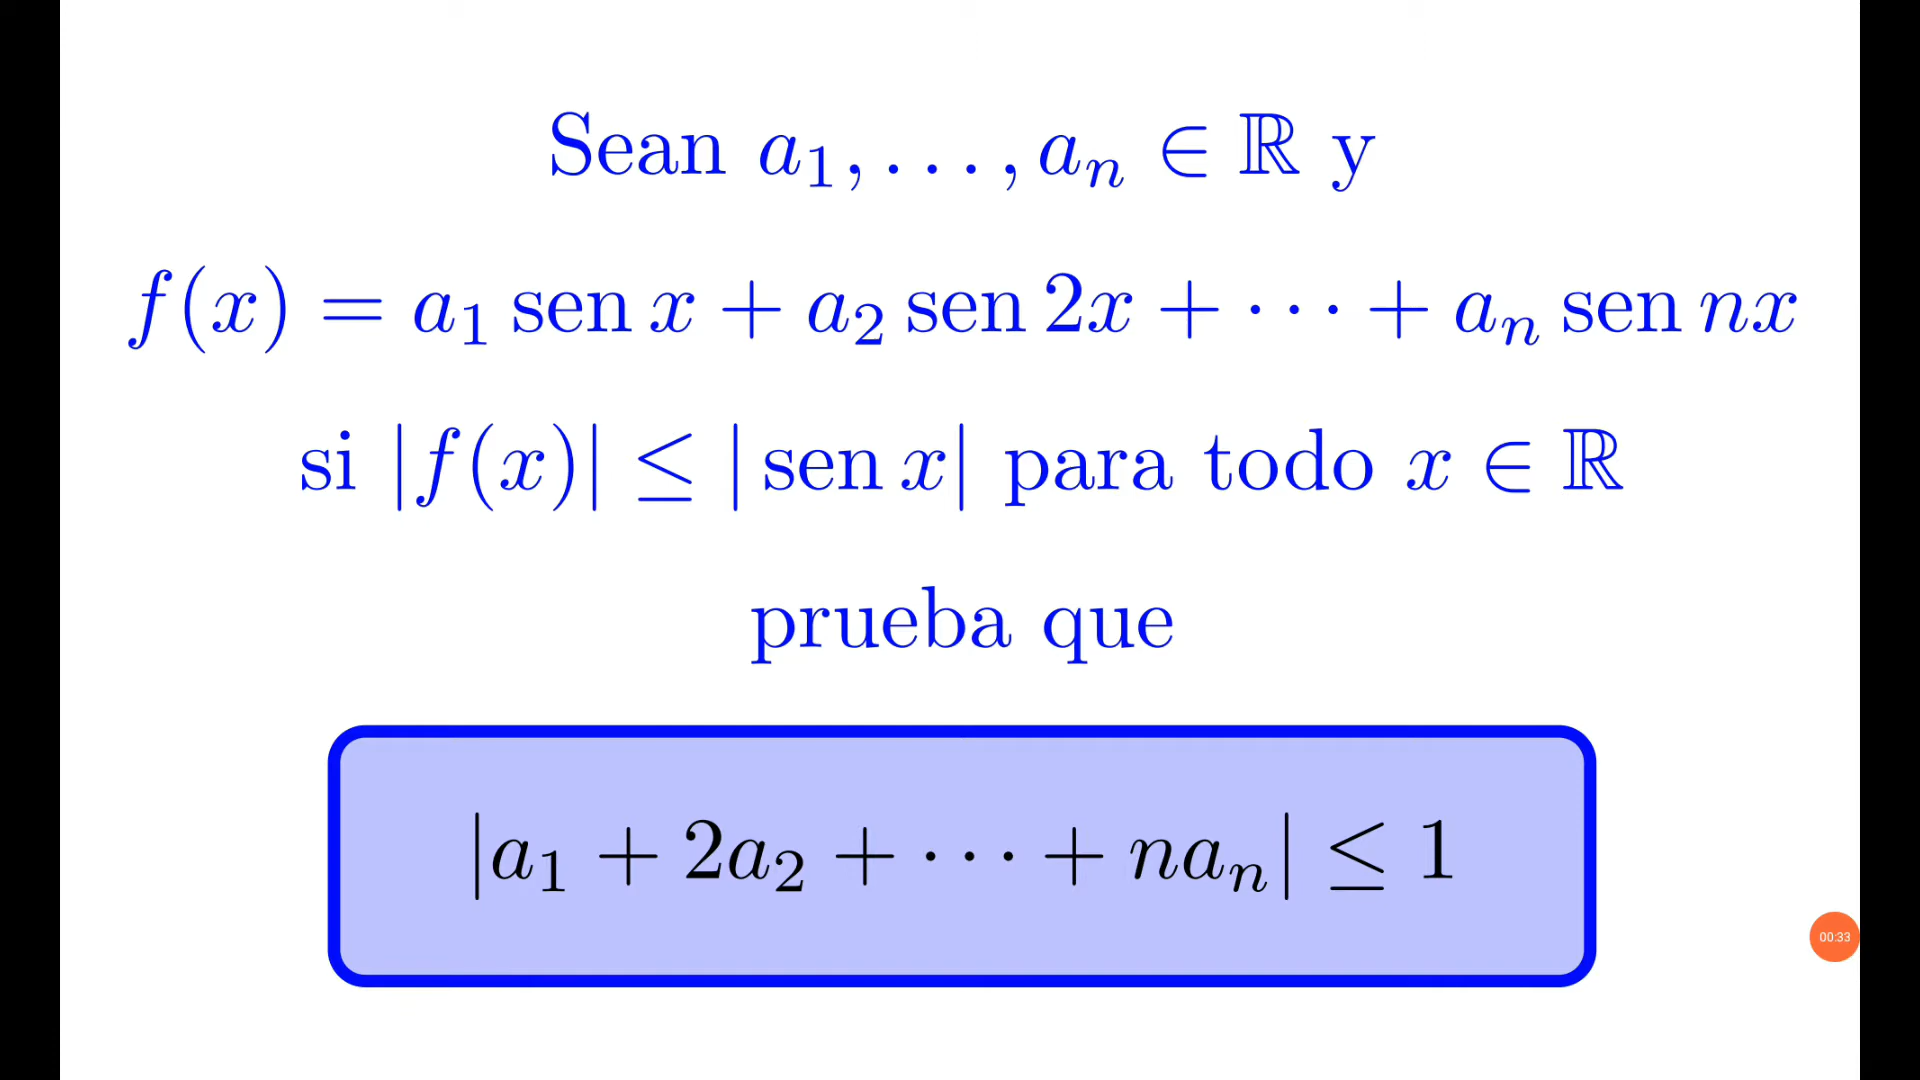 Sean a₁, . . . , aₙ ∈ ℝ y
f(x) = a₁ sen x + a₂ sen 2x + · · · + aₙ sen nx
si |f(x)| ≤ | sen x| para todo x ∈ ℝ
prueba que
|a₁ + 2a₂ + · · · + naₙ| ≤ 1
00:33